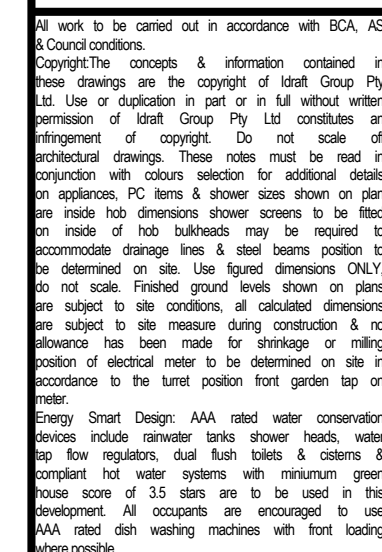 All work to be carried out in accordance with BCA, AS
& Council conditions.
Copyright:The concepts & information contained in
these drawings are the copyright of Idraft Group Pty
Ltd. Use or duplication in part or in full without written
permission of Idraft Group Pty Ltd constitutes an
infringement of copyright. Do not scale off
architectural drawings. These notes must be read in
conjunction with colours selection for additional details
on appliances, PC items & shower sizes shown on plan
are inside hob dimensions shower screens to be fitted
on inside of hob bulkheads may be required to
accommodate drainage lines & steel beams position to
be determined on site. Use figured dimensions ONLY,
do not scale. Finished ground levels shown on plans
are subject to site conditions, all calculated dimensions
are subject to site measure during construction & no
allowance has been made for shrinkage or milling
position of electrical meter to be determined on site in
accordance to the turret position front garden tap on
meter.
Energy Smart Design: AAA rated water conservation
devices include rainwater tanks shower heads, water
tap flow regulators, dual flush toilets & cisterns &
compliant hot water systems with miniumum green
house score of 3.5 stars are to be used in this
development. All occupants are encouraged to use
AAA rated dish washing machines with front loading
where possible